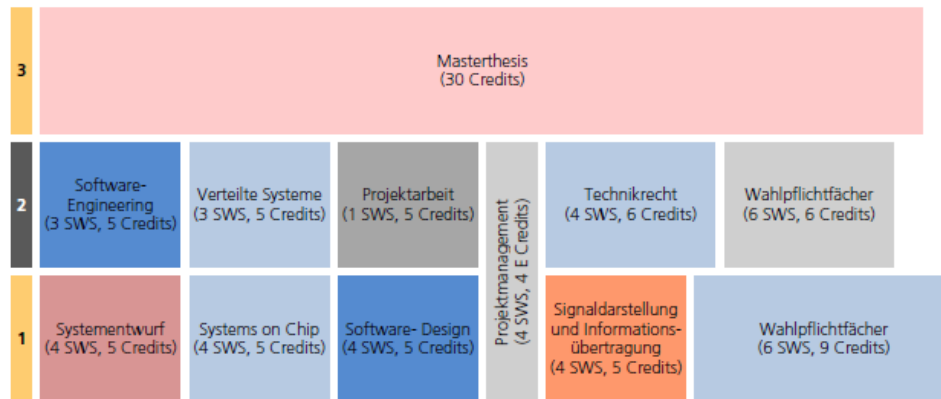 3
Masterthesis
(30 Credits)
2
Software-
Engineering
(3 SWS, 5 Credits)
Verteilte Systeme
(3 SWS, 5 Credits)
Projektarbeit
(1 SWS, 5 Credits)
Projektmanagement
(4 SWS, 4 E Credits)
Technikrecht
(4 SWS, 6 Credits)
Wahlpflichtfächer
(6 SWS, 6 Credits)
1
Systementwurf
(4 SWS, 5 Credits)
Systems on Chip
(4 SWS, 5 Credits)
Software- Design
(4 SWS, 5 Credits)
Signaldarstellung
und Informations-
übertragung
(4 SWS, 5 Credits)
Wahlpflichtfächer
(6 SWS, 9 Credits)